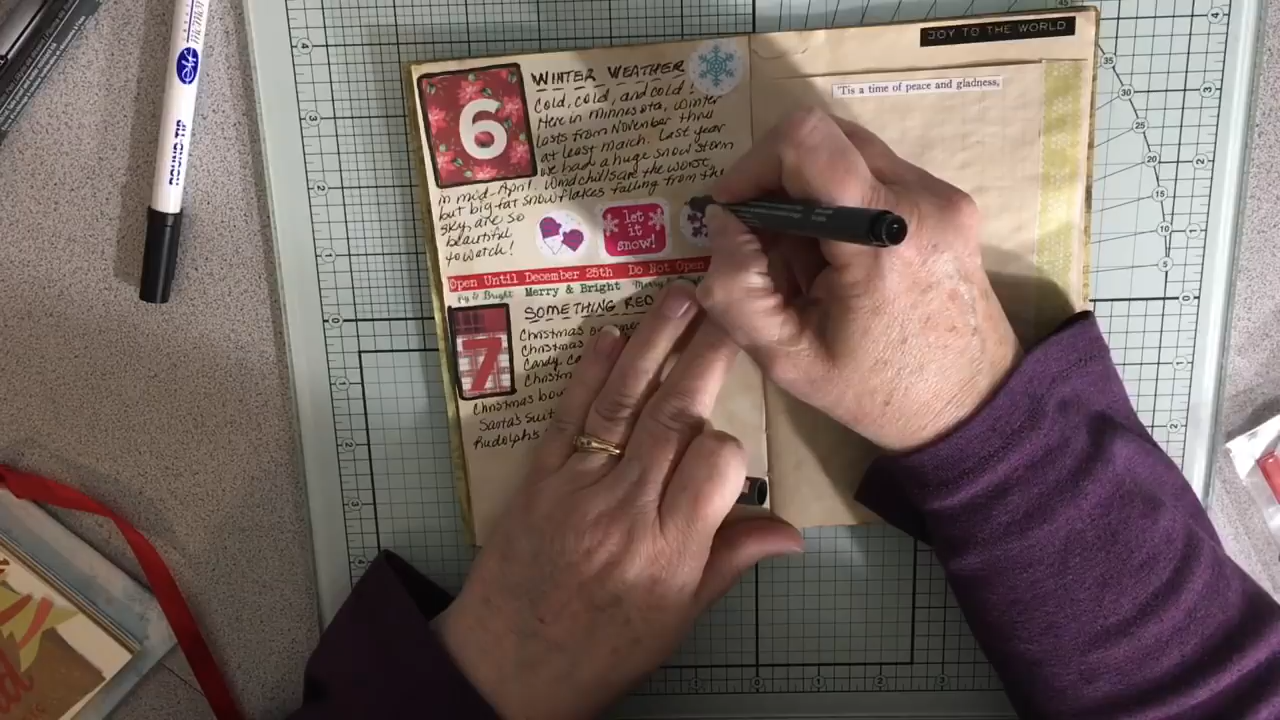 JOY TO THE WORLD
'Tis a time of peace and gladness,
6
WINTER WEATHER
Cold, cold, and cold!
Here in Minnesota, winter
lasts from November thru
at least march. Last year
we had a huge snow storm
in mid-April. Windchills are the worst
but big fat snowflakes falling from the
sky, are so
beautiful
to watch!
let
it
snow!
Open Until December 25th Do Not Open
& Bright Merry & Bright Merry
7
SOMETHING RED
Christmas
Christmas
Candy
Christmas
Santa's suit
Rudolph's
ROUND TIP